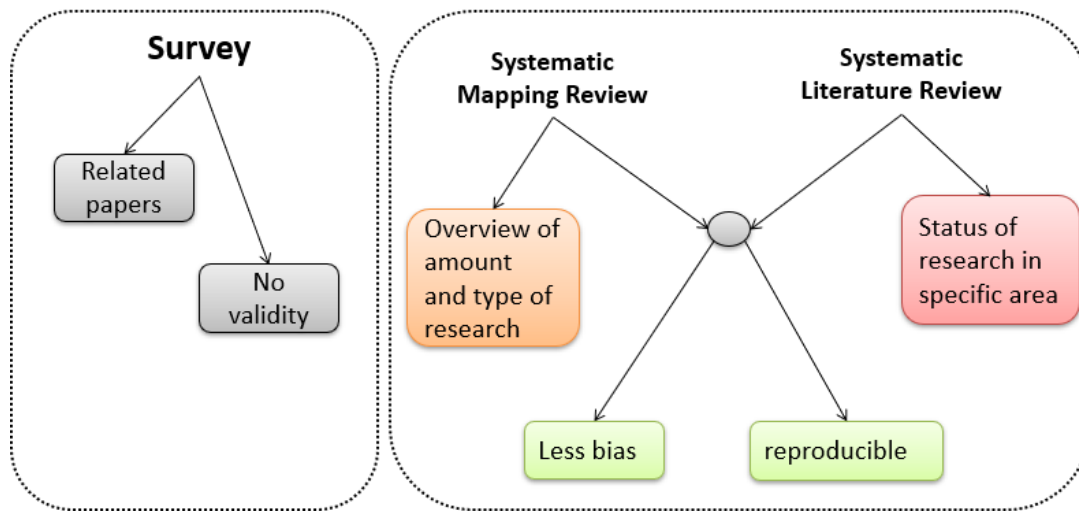 Survey
Related
papers
No
validity
Systematic
Mapping Review
Systematic
Literature Review
Overview of
amount
and type of
research
Status of
research in
specific area
Less bias
reproducible